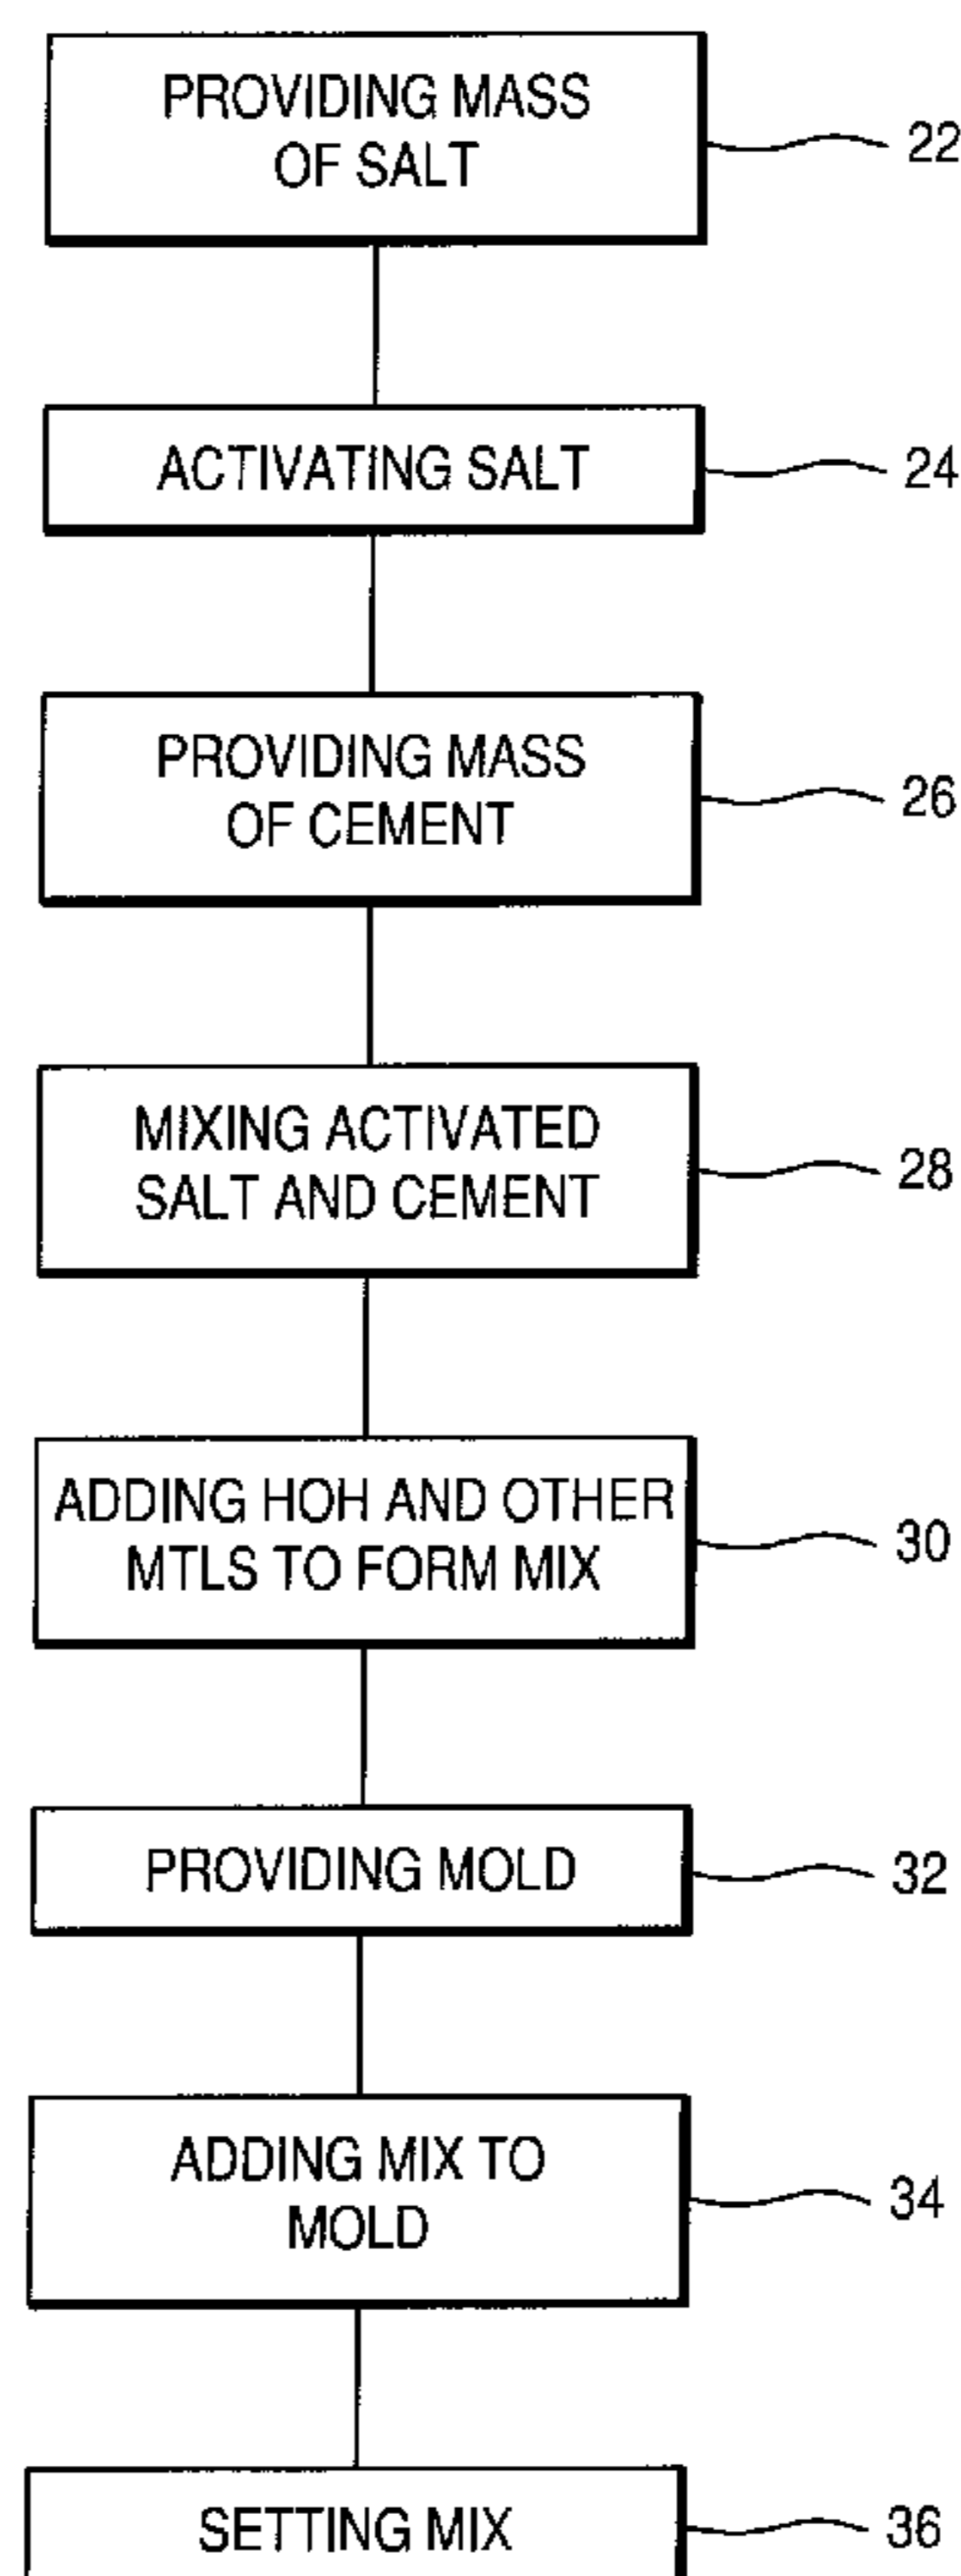 PROVIDING MASS
OF SALT
22
ACTIVATING SALT
24
PROVIDING MASS
OF CEMENT
26
MIXING ACTIVATED
SALT AND CEMENT
28
ADDING HOH AND OTHER
MTLS TO FORM MIX
30
PROVIDING MOLD
32
ADDING MIX TO
MOLD
34
SETTING MIX
36